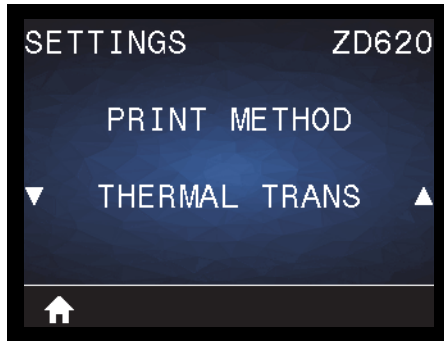 SETTINGS ZD620
PRINT METHOD
▼ THERMAL TRANS ▲